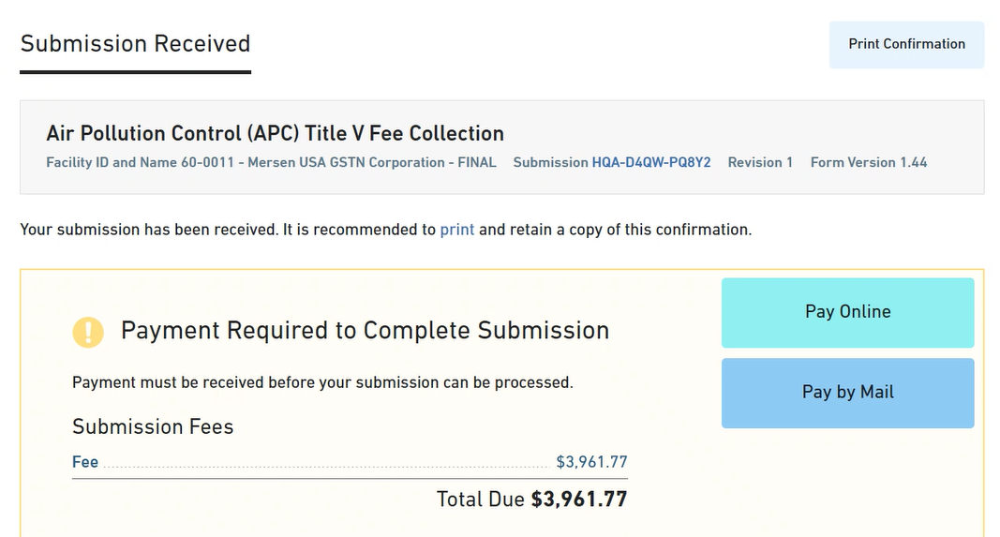 Submission Received
Print Confirmation
Air Pollution Control (APC) Title V Fee Collection
Facility ID and Name 60-0011 - Mersen USA GSTN Corporation - FINAL Submission HQA-D4QW-PQ8Y2 Revision 1 Form Version 1.44
Your submission has been received. It is recommended to print and retain a copy of this confirmation.
Pay Online
Payment Required to Complete Submission
Payment must be received before your submission can be processed.
Pay by Mail
Submission Fees
Fee $3,961.77
Total Due $3,961.77